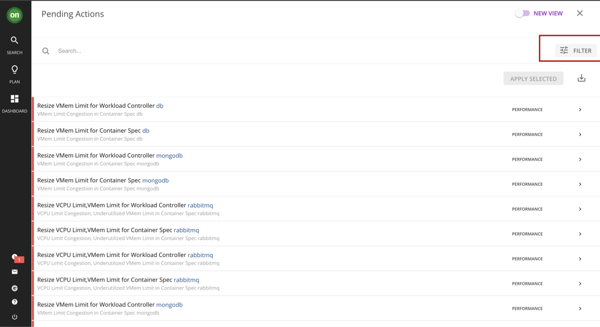 on
Pending Actions
NEW VIEW
SEARCH
Search...
FILTER
PLAN
APPLY SELECTED
DASHBOARD
Resize VMem Limit for Workload Controller db
VMem Limit Congestion in Container Spec db
PERFORMANCE
Resize VMem Limit for Container Spec db
VMem Limit Congestion in Container Spec db
PERFORMANCE
Resize VMem Limit for Workload Controller mongodb
VMem Limit Congestion in Container Spec mongodb
PERFORMANCE
Resize VMem Limit for Container Spec mongodb
VMem Limit Congestion in Container Spec mongodb
PERFORMANCE
Resize VCPU Limit,VMem Limit for Workload Controller rabbitmq
VCPU Limit Congestion, Underutilized VMem Limit in Container Spec rabbitmq
PERFORMANCE
Resize VCPU Limit,VMem Limit for Container Spec rabbitmq
VCPU Limit Congestion, Underutilized VMem Limit in Container Spec rabbitmq
PERFORMANCE
Resize VCPU Limit,VMem Limit for Workload Controller rabbitmq
VCPU Limit Congestion, Underutilized VMem Limit in Container Spec rabbitmq
PERFORMANCE
1
Resize VCPU Limit,VMem Limit for Container Spec rabbitmq
VCPU Limit Congestion, Underutilized VMem Limit in Container Spec rabbitmq
PERFORMANCE
Resize VMem Limit for Workload Controller mongodb
VMem Limit Congestion in Container Spec mongodb
PERFORMANCE